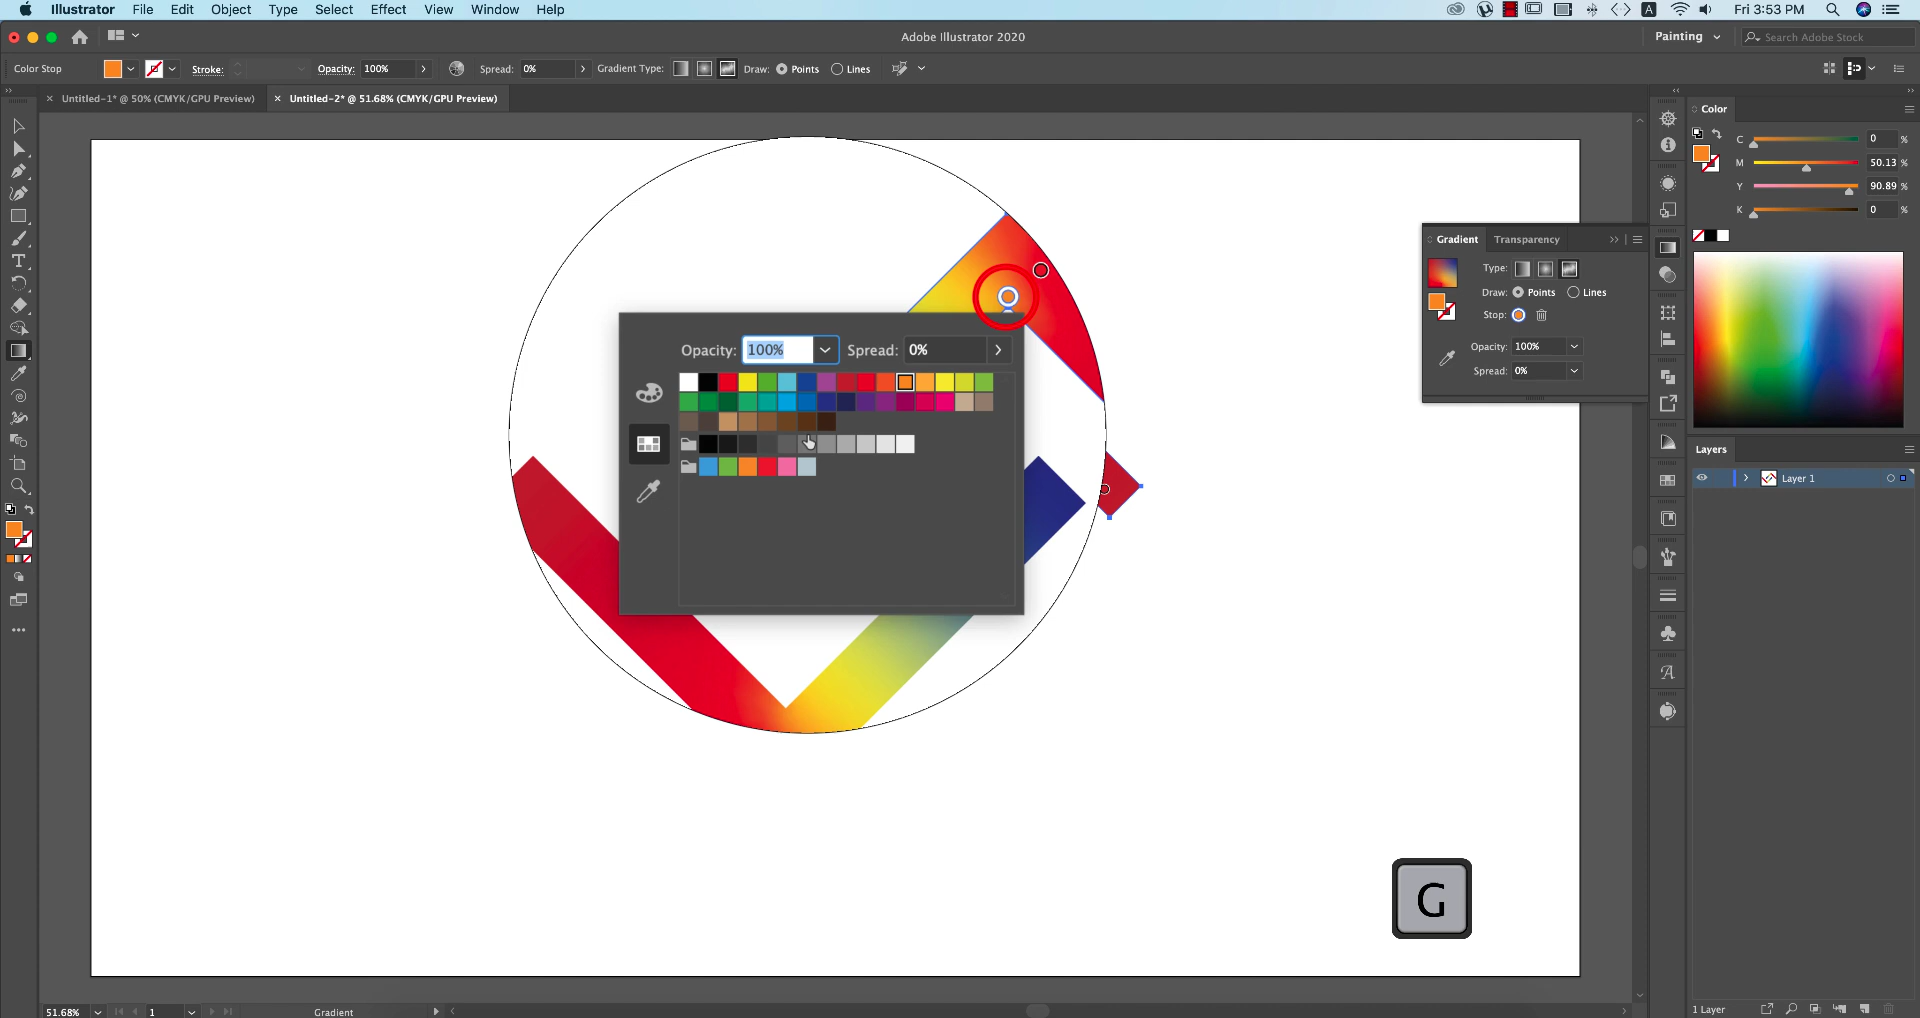 Illustrator File Edit Object Type Select Effect View Window Help
A Fri 3:53 PM
Adobe Illustrator 2020
Painting
Search Adobe Stock
Color Stop Stroke: Opacity: 100% Spread: 0% Gradient Type: Draw: Points Lines
Untitled-1* @ 50% (CMYK/GPU Preview) Untitled-2* @ 51.68% (CMYK/GPU Preview)
Color
C 0 %
M 50.13 %
Y 90.89 %
K 0 %
Gradient Transparency
Type:
Draw: Points Lines
Stop:
Opacity: 100%
Spread: 0%
Opacity: 100% Spread: 0%
Layers
Layer 1
G
51.68% 1 Gradient
1 Layer